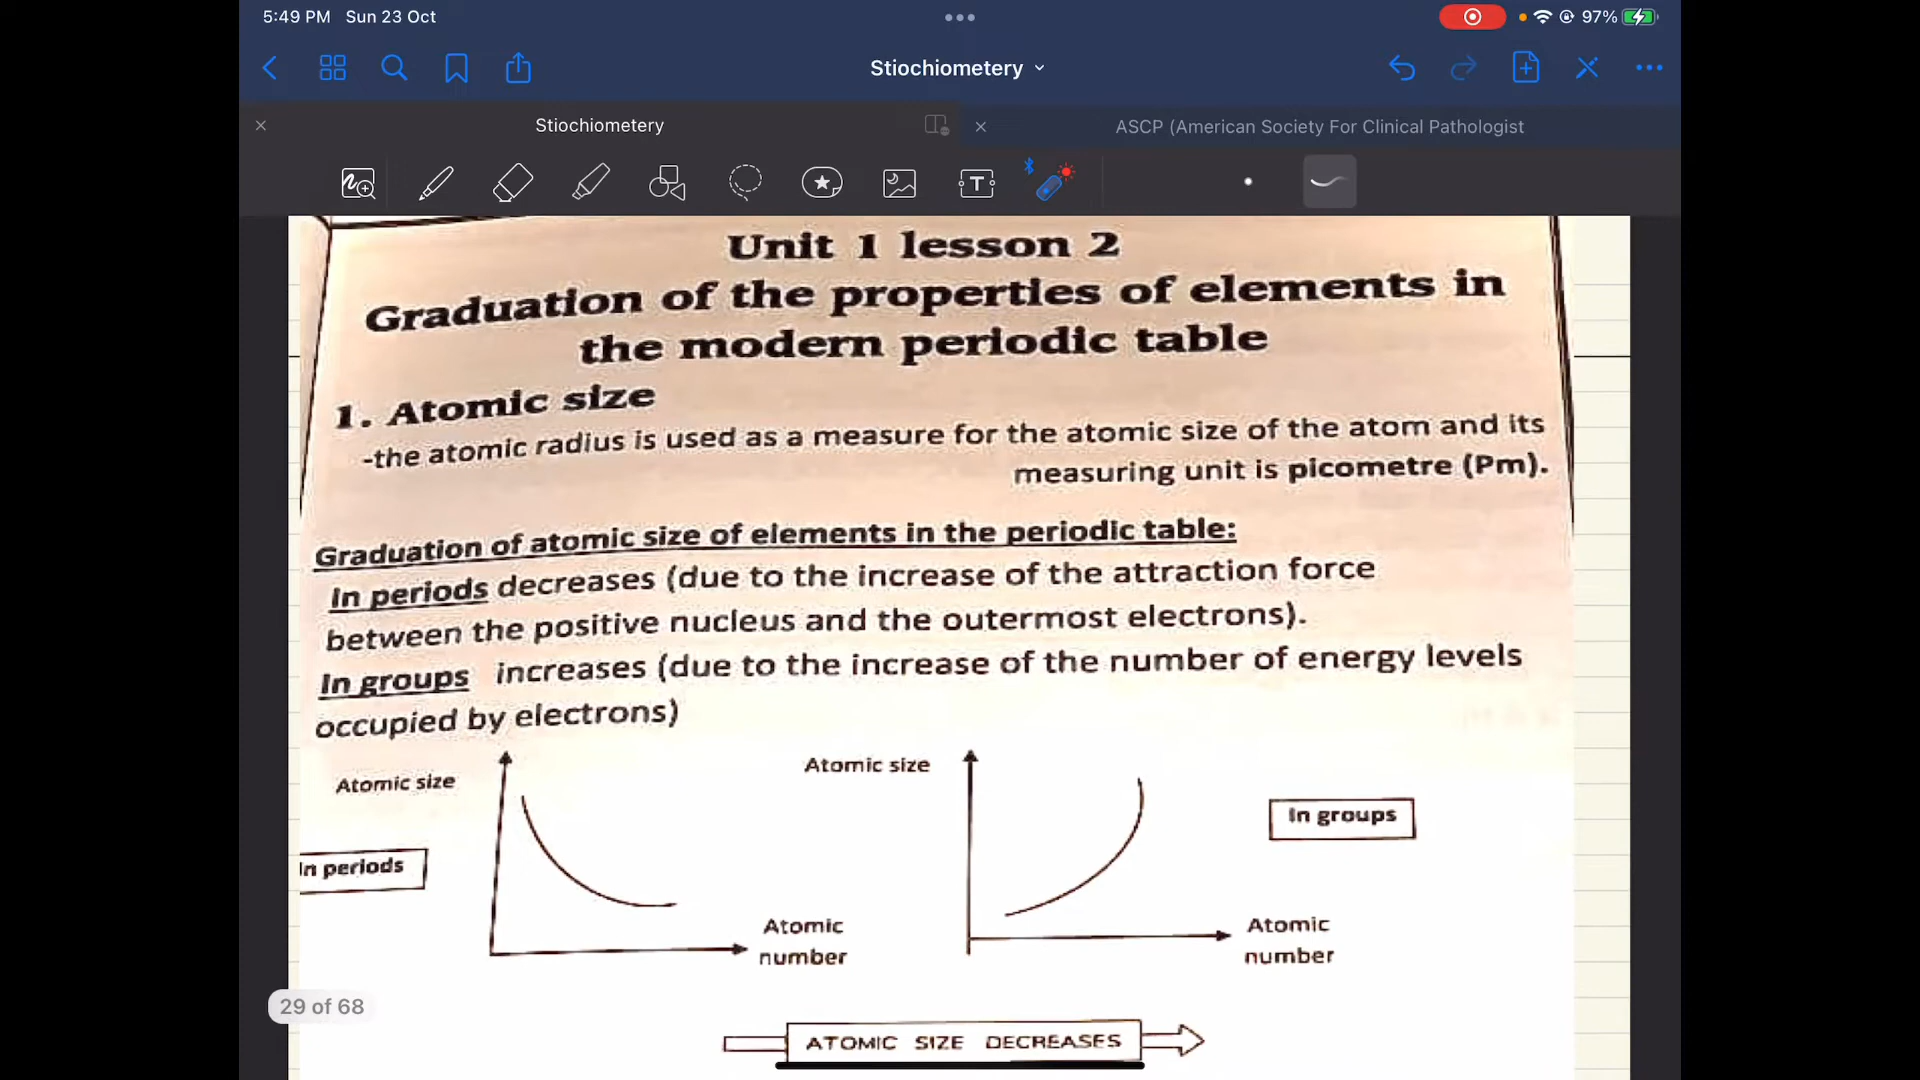 5:49 PM Sun 23 Oct
97%
Stiochiometery
Stiochiometery
ASCP (American Society For Clinical Pathologist
T
Unit 1 lesson 2
Graduation of the properties of elements in
the modern periodic table
1. Atomic size
-the atomic radius is used as a measure for the atomic size of the atom and its
measuring unit is picometre (Pm).
Graduation of atomic size of elements in the periodic table:
In periods decreases (due to the increase of the attraction force
between the positive nucleus and the outermost electrons).
In groups increases (due to the increase of the number of energy levels
occupied by electrons)
Atomic size
In periods
Atomic
number
Atomic size
In groups
Atomic
number
29 of 68
ATOMIC SIZE DECREASES